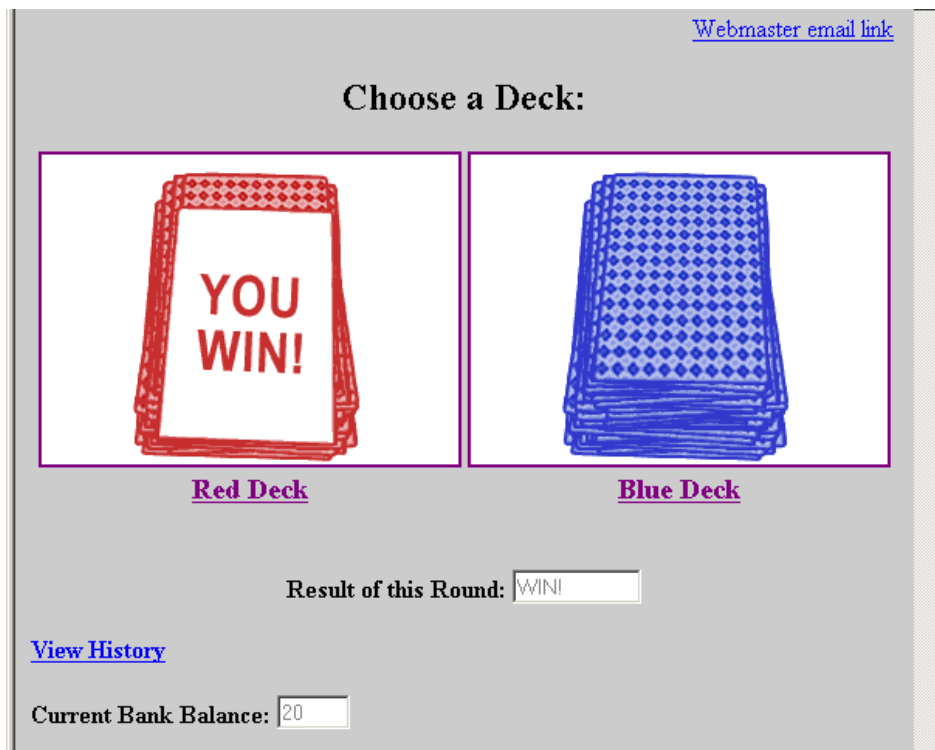 Webmaster email link
Choose a Deck:
YOU
WIN!
Red Deck
Blue Deck
Result of this Round: WIN!
View History
Current Bank Balance: 20